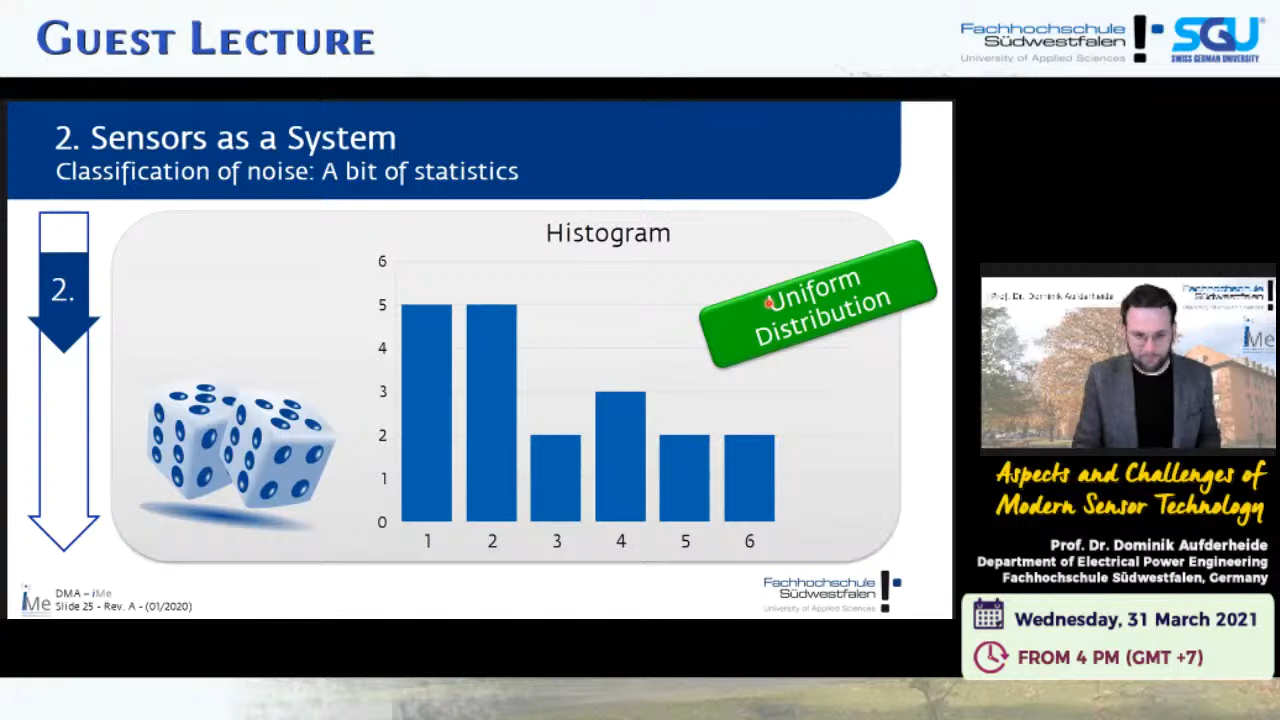 Guest Lecture
Fachhochschule
Südwestfalen
University of Applied Sciences
SGU
SWISS GERMAN UNIVERSITY
2. Sensors as a System
Classification of noise: A bit of statistics
2.
Histogram
Uniform
Distribution
6
5
4
3
2
1
0
1 2 3 4 5 6
iMe
DMA – iMe
Slide 25 - Rev. A - (01/2020)
Fachhochschule
Südwestfalen
University of Applied Sciences
Prof. Dr. Dominik Aufderheide
Fachhochschule
Südwestfalen
iMe
Aspects and Challenges of
Modern Sensor Technology
Prof. Dr. Dominik Aufderheide
Department of Electrical Power Engineering
Fachhochschule Südwestfalen, Germany
Wednesday, 31 March 2021
FROM 4 PM (GMT +7)